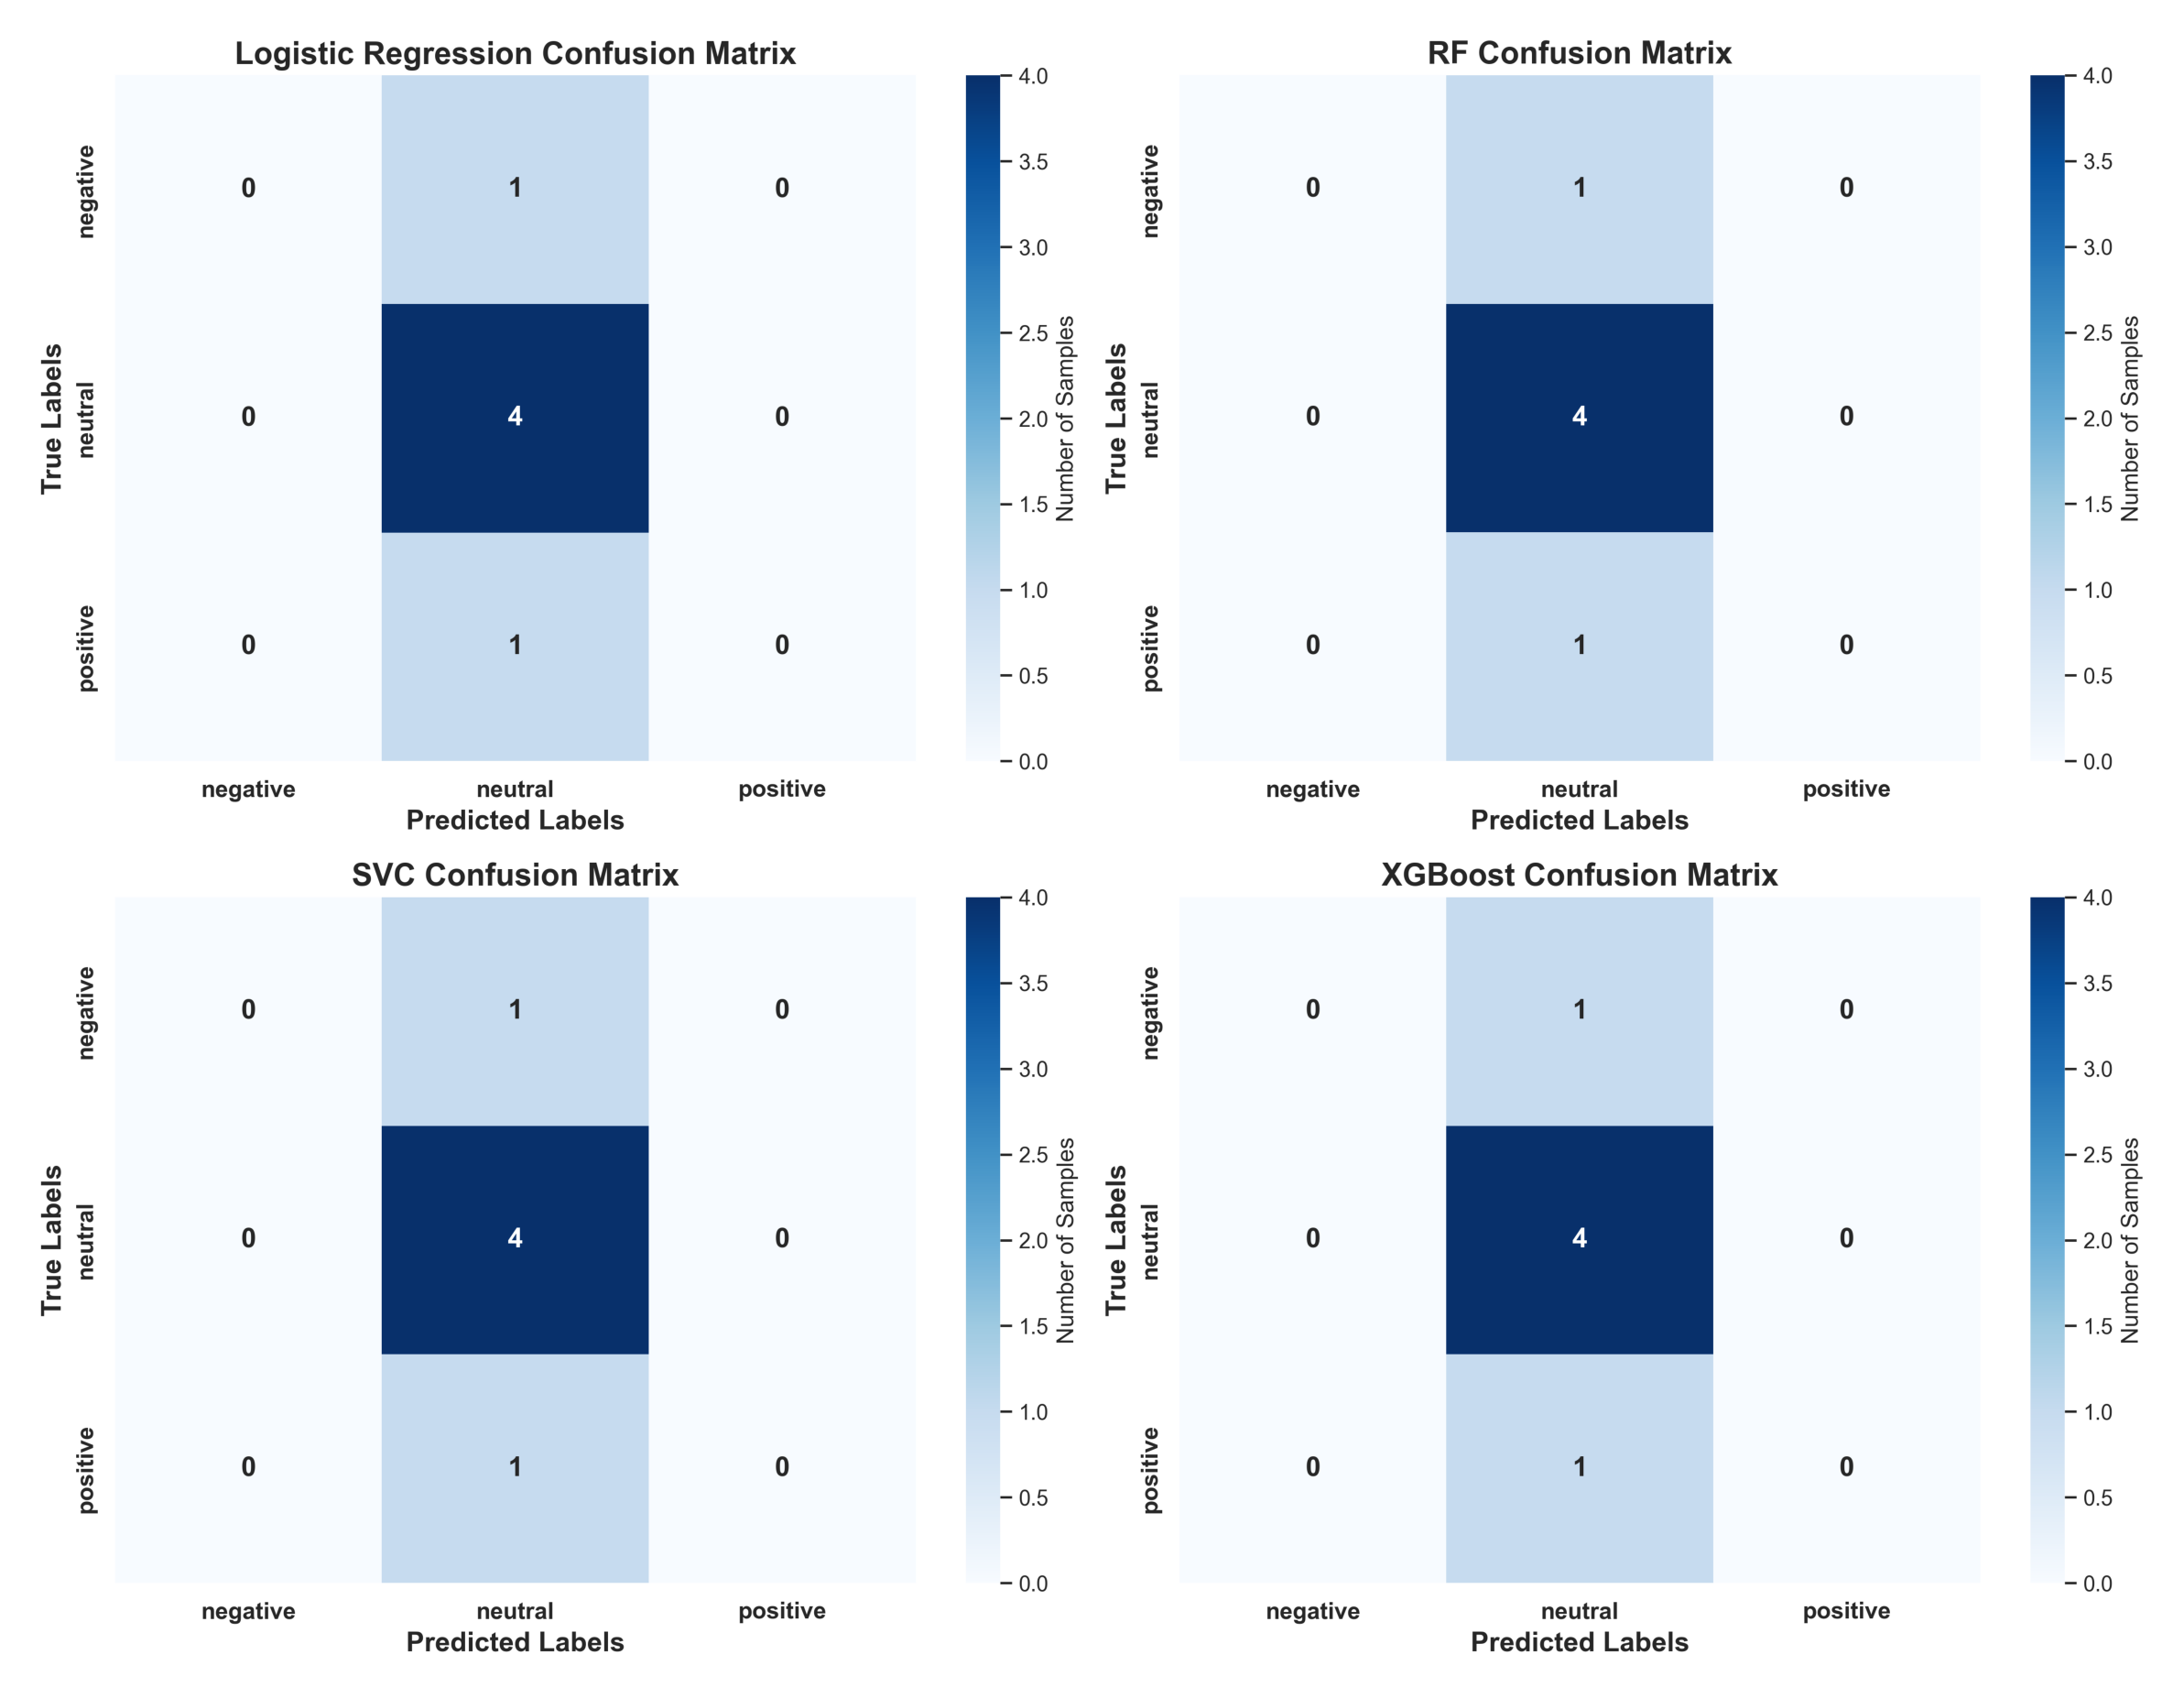 Logistic Regression Confusion Matrix
True Labels
negative
neutral
positive
0 1 0
0 4 0
0 1 0
negative neutral positive
Predicted Labels
4.0
3.5
3.0
2.5
2.0
1.5
1.0
0.5
0.0
Number of Samples
RF Confusion Matrix
True Labels
negative
neutral
positive
0 1 0
0 4 0
0 1 0
negative neutral positive
Predicted Labels
4.0
3.5
3.0
2.5
2.0
1.5
1.0
0.5
0.0
Number of Samples
SVC Confusion Matrix
True Labels
negative
neutral
positive
0 1 0
0 4 0
0 1 0
negative neutral positive
Predicted Labels
4.0
3.5
3.0
2.5
2.0
1.5
1.0
0.5
0.0
Number of Samples
XGBoost Confusion Matrix
True Labels
negative
neutral
positive
0 1 0
0 4 0
0 1 0
negative neutral positive
Predicted Labels
4.0
3.5
3.0
2.5
2.0
1.5
1.0
0.5
0.0
Number of Samples